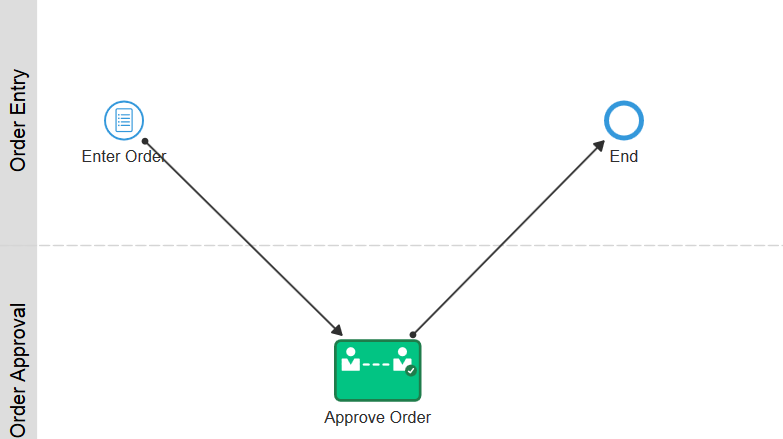 Order Entry
Enter Order
End
Order Approval
Approve Order